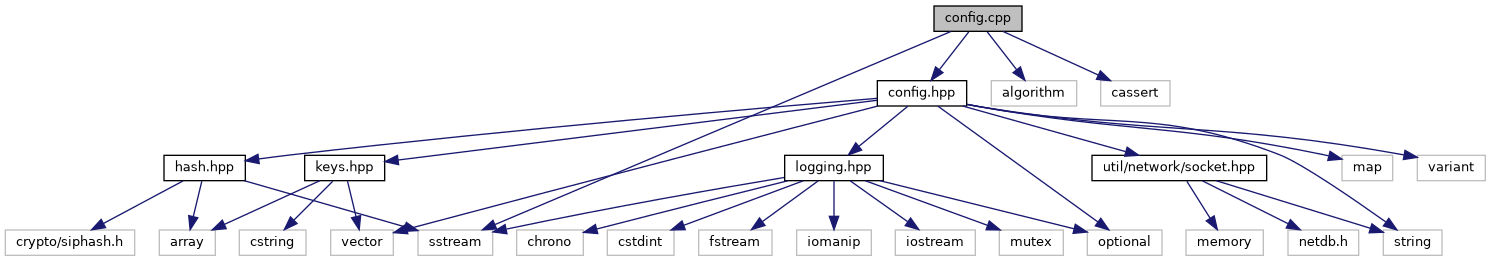 config.cpp
config.hpp
algorithm
cassert
hash.hpp
keys.hpp
logging.hpp
util/network/socket.hpp
map
variant
crypto/siphash.h
array
cstring
vector
sstream
chrono
cstdint
fstream
iomanip
iostream
mutex
optional
memory
netdb.h
string